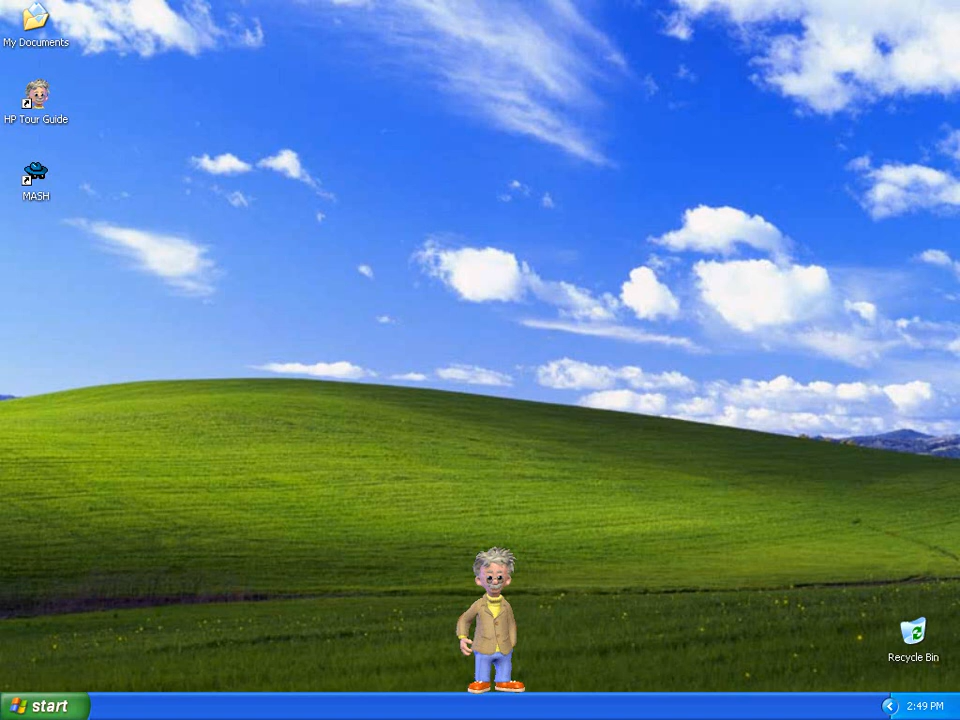 My Documents
HP Tour Guide
MASH
Recycle Bin
start
2:49 PM